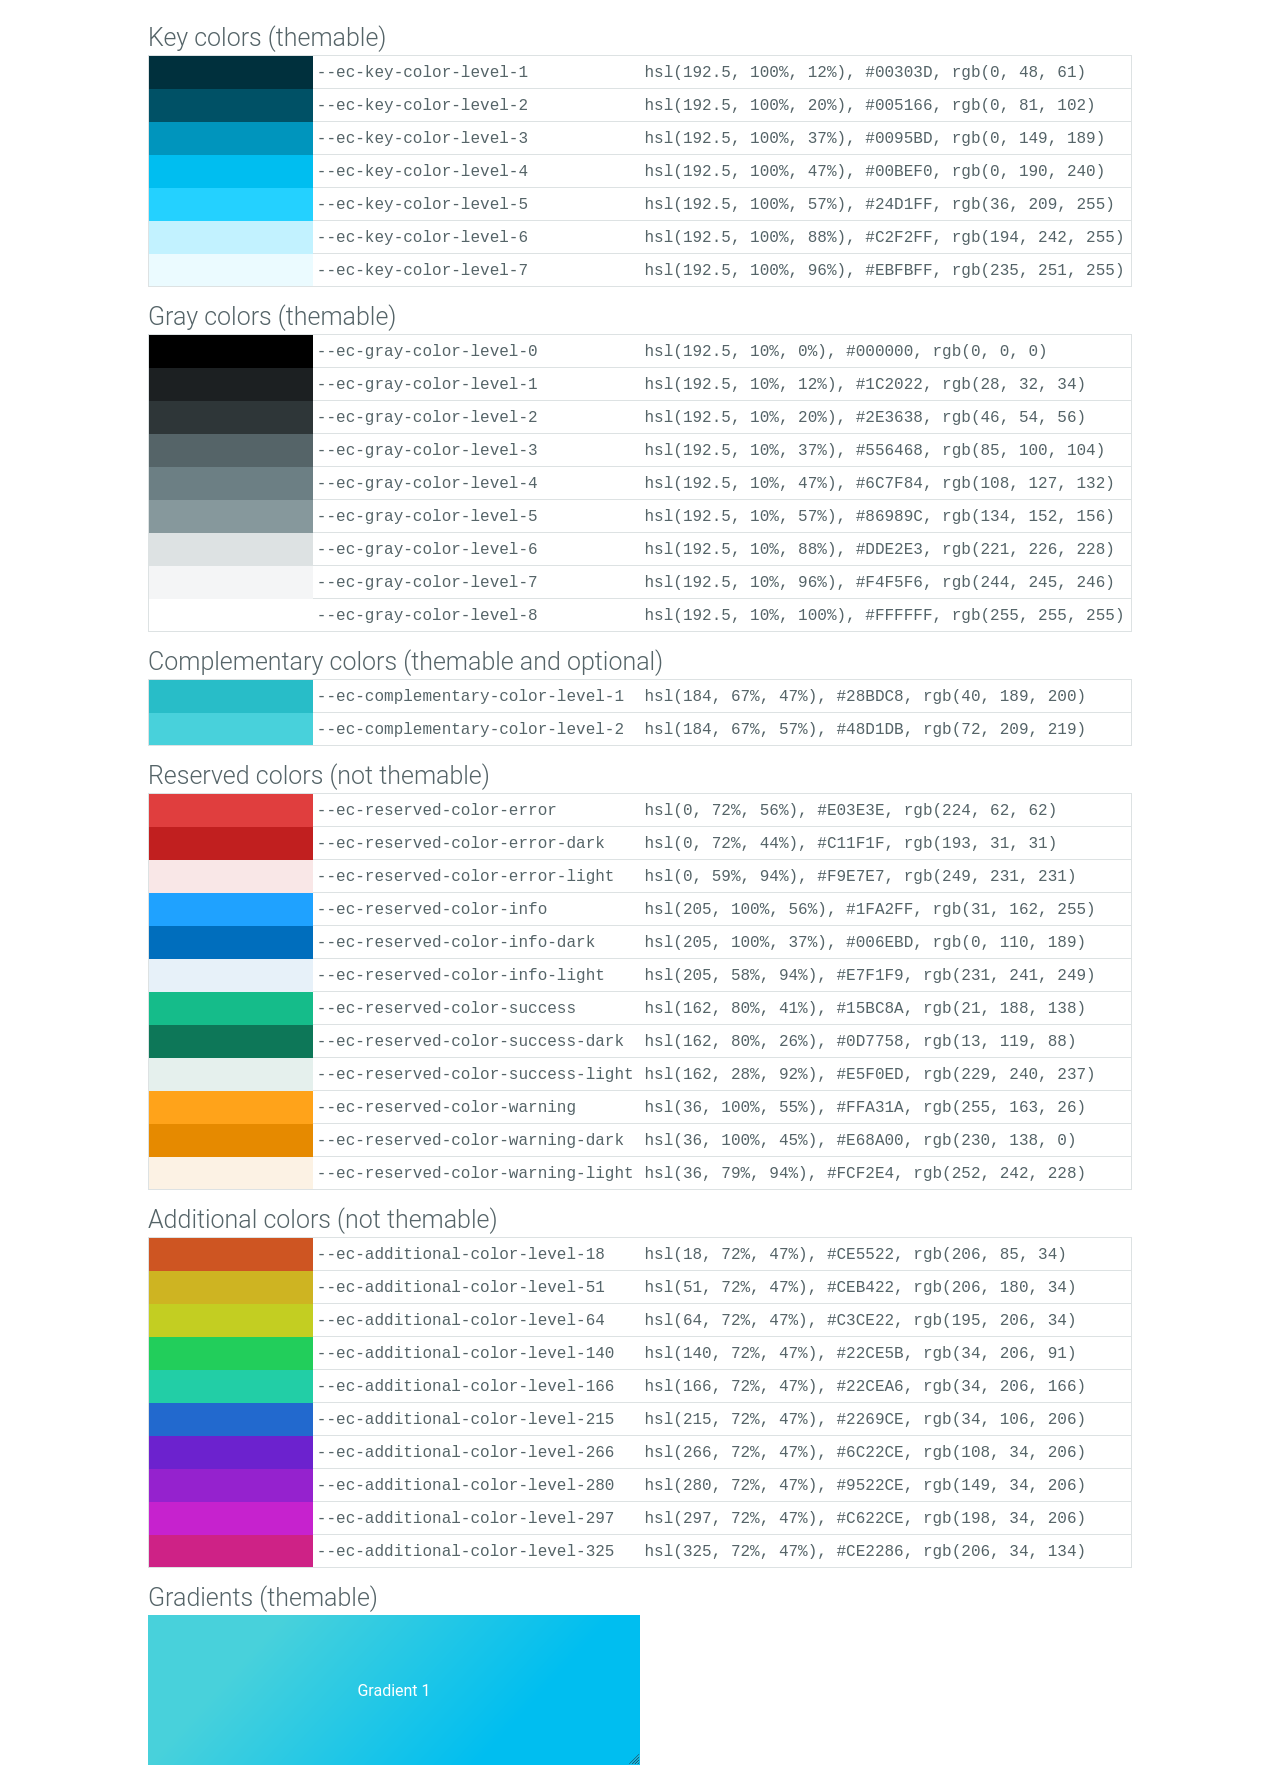 Key colors (themable)
--ec-key-color-level-1 hsl(192.5, 100%, 12%), #00303D, rgb(0, 48, 61)
--ec-key-color-level-2 hsl(192.5, 100%, 20%), #005166, rgb(0, 81, 102)
--ec-key-color-level-3 hsl(192.5, 100%, 37%), #0095BD, rgb(0, 149, 189)
--ec-key-color-level-4 hsl(192.5, 100%, 47%), #00BEF0, rgb(0, 190, 240)
--ec-key-color-level-5 hsl(192.5, 100%, 57%), #24D1FF, rgb(36, 209, 255)
--ec-key-color-level-6 hsl(192.5, 100%, 88%), #C2F2FF, rgb(194, 242, 255)
--ec-key-color-level-7 hsl(192.5, 100%, 96%), #EBFBFF, rgb(235, 251, 255)
Gray colors (themable)
--ec-gray-color-level-0 hsl(192.5, 10%, 0%), #000000, rgb(0, 0, 0)
--ec-gray-color-level-1 hsl(192.5, 10%, 12%), #1C2022, rgb(28, 32, 34)
--ec-gray-color-level-2 hsl(192.5, 10%, 20%), #2E3638, rgb(46, 54, 56)
--ec-gray-color-level-3 hsl(192.5, 10%, 37%), #556468, rgb(85, 100, 104)
--ec-gray-color-level-4 hsl(192.5, 10%, 47%), #6C7F84, rgb(108, 127, 132)
--ec-gray-color-level-5 hsl(192.5, 10%, 57%), #86989C, rgb(134, 152, 156)
--ec-gray-color-level-6 hsl(192.5, 10%, 88%), #DDE2E3, rgb(221, 226, 228)
--ec-gray-color-level-7 hsl(192.5, 10%, 96%), #F4F5F6, rgb(244, 245, 246)
--ec-gray-color-level-8 hsl(192.5, 10%, 100%), #FFFFFF, rgb(255, 255, 255)
Complementary colors (themable and optional)
--ec-complementary-color-level-1 hsl(184, 67%, 47%), #28BDC8, rgb(40, 189, 200)
--ec-complementary-color-level-2 hsl(184, 67%, 57%), #48D1DB, rgb(72, 209, 219)
Reserved colors (not themable)
--ec-reserved-color-error hsl(0, 72%, 56%), #E03E3E, rgb(224, 62, 62)
--ec-reserved-color-error-dark hsl(0, 72%, 44%), #C11F1F, rgb(193, 31, 31)
--ec-reserved-color-error-light hsl(0, 59%, 94%), #F9E7E7, rgb(249, 231, 231)
--ec-reserved-color-info hsl(205, 100%, 56%), #1FA2FF, rgb(31, 162, 255)
--ec-reserved-color-info-dark hsl(205, 100%, 37%), #006EBD, rgb(0, 110, 189)
--ec-reserved-color-info-light hsl(205, 58%, 94%), #E7F1F9, rgb(231, 241, 249)
--ec-reserved-color-success hsl(162, 80%, 41%), #15BC8A, rgb(21, 188, 138)
--ec-reserved-color-success-dark hsl(162, 80%, 26%), #0D7758, rgb(13, 119, 88)
--ec-reserved-color-success-light hsl(162, 28%, 92%), #E5F0ED, rgb(229, 240, 237)
--ec-reserved-color-warning hsl(36, 100%, 55%), #FFA31A, rgb(255, 163, 26)
--ec-reserved-color-warning-dark hsl(36, 100%, 45%), #E68A00, rgb(230, 138, 0)
--ec-reserved-color-warning-light hsl(36, 79%, 94%), #FCF2E4, rgb(252, 242, 228)
Additional colors (not themable)
--ec-additional-color-level-18 hsl(18, 72%, 47%), #CE5522, rgb(206, 85, 34)
--ec-additional-color-level-51 hsl(51, 72%, 47%), #CEB422, rgb(206, 180, 34)
--ec-additional-color-level-64 hsl(64, 72%, 47%), #C3CE22, rgb(195, 206, 34)
--ec-additional-color-level-140 hsl(140, 72%, 47%), #22CE5B, rgb(34, 206, 91)
--ec-additional-color-level-166 hsl(166, 72%, 47%), #22CEA6, rgb(34, 206, 166)
--ec-additional-color-level-215 hsl(215, 72%, 47%), #2269CE, rgb(34, 106, 206)
--ec-additional-color-level-266 hsl(266, 72%, 47%), #6C22CE, rgb(108, 34, 206)
--ec-additional-color-level-280 hsl(280, 72%, 47%), #9522CE, rgb(149, 34, 206)
--ec-additional-color-level-297 hsl(297, 72%, 47%), #C622CE, rgb(198, 34, 206)
--ec-additional-color-level-325 hsl(325, 72%, 47%), #CE2286, rgb(206, 34, 134)
Gradients (themable)
Gradient 1